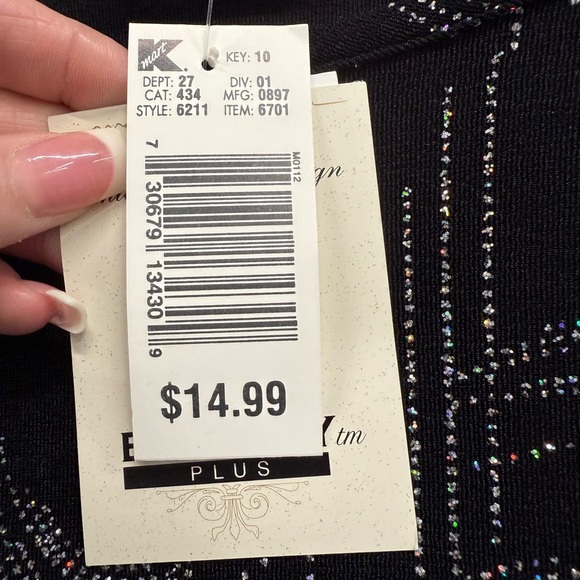 K mart.
KEY: 10
DEPT: 27 DIV: 01
CAT: 434 MFG: 0897
STYLE: 6211 ITEM: 6701
M0112
7 30679 13430 9
$14.99
tm
PLUS